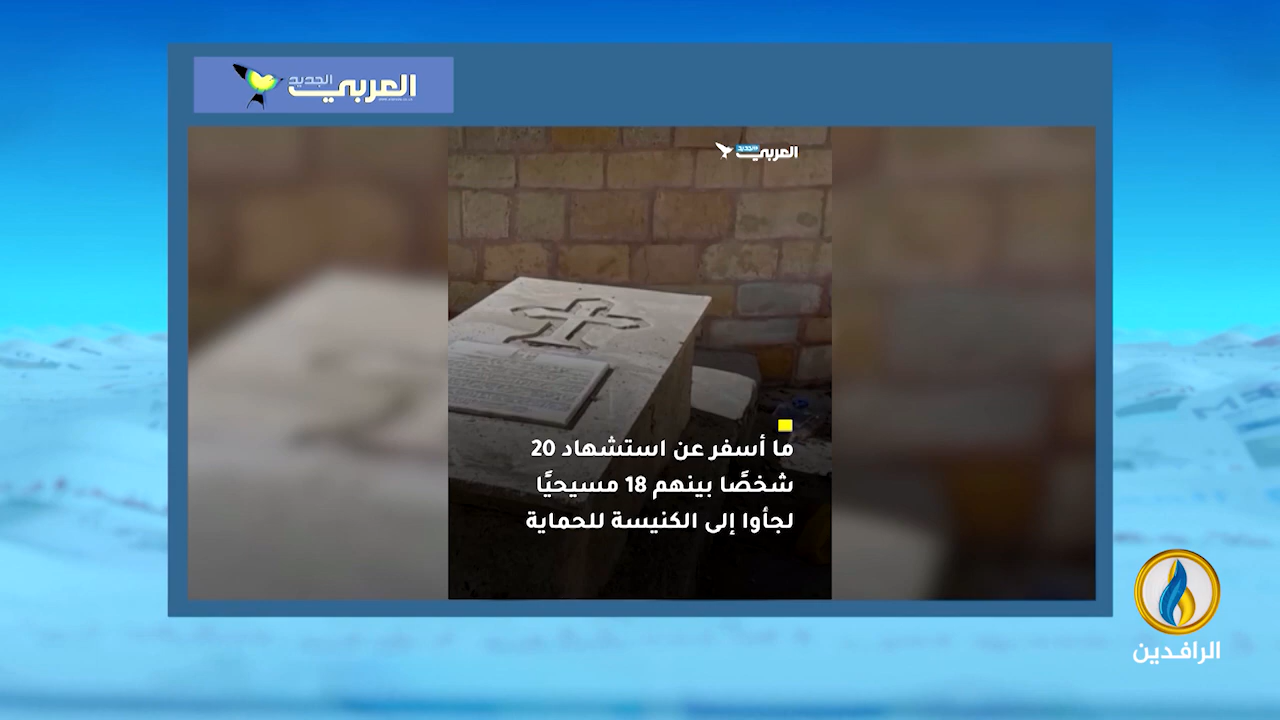 العربي الجديد
العربي الجديد
ما أسفر عن استشهاد 20
شخصًا بينهم 18 مسيحيًا
لجأوا إلى الكنيسة للحماية
الرافدين